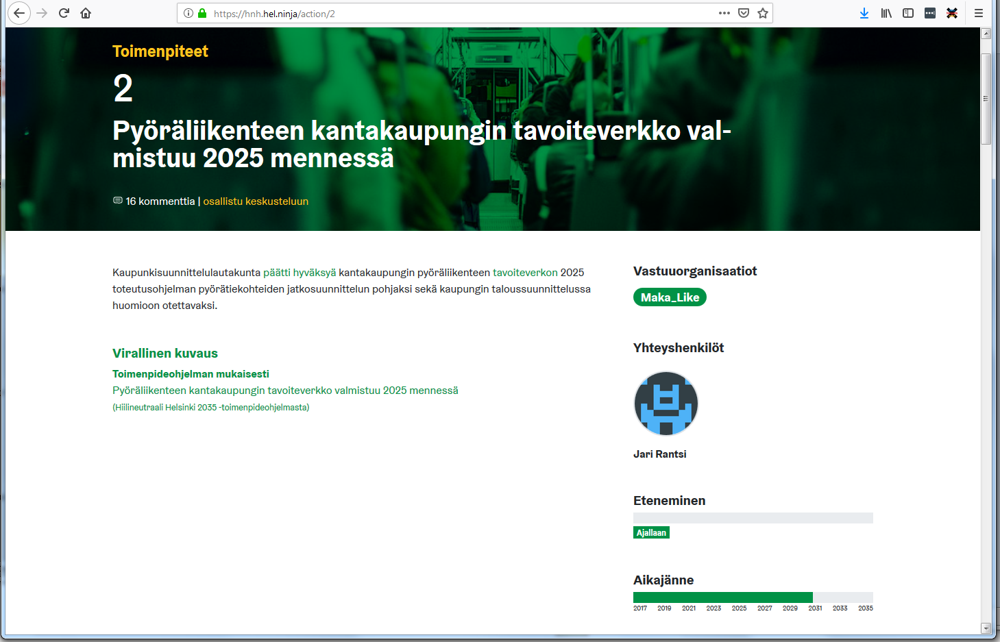 https://hnh.hel.ninja/action/2
Toimenpiteet
2
Pyöräliikenteen kantakaupungin tavoiteverkko val-
mistuu 2025 mennessä
16 kommenttia | osallistu keskusteluun
Kaupunkisuunnittelulautakunta päätti hyväksyä kantakaupungin pyöräliikenteen tavoiteverkon 2025
toteutusohjelman pyörätiekohteiden jatkosuunnittelun pohjaksi sekä kaupungin taloussuunnittelussa
huomioon otettavaksi.
Virallinen kuvaus
Toimenpideohjelman mukaisesti
Pyöräliikenteen kantakaupungin tavoiteverkko valmistuu 2025 mennessä
(Hiilineutraali Helsinki 2035 -toimenpideohjelmasta)
Vastuuorganisaatiot
Maka_Like
Yhteyshenkilöt
Jari Rantsi
Eteneminen
Ajallaan
Aikajänne
2017 2019 2021 2023 2025 2027 2029 2031 2033 2035